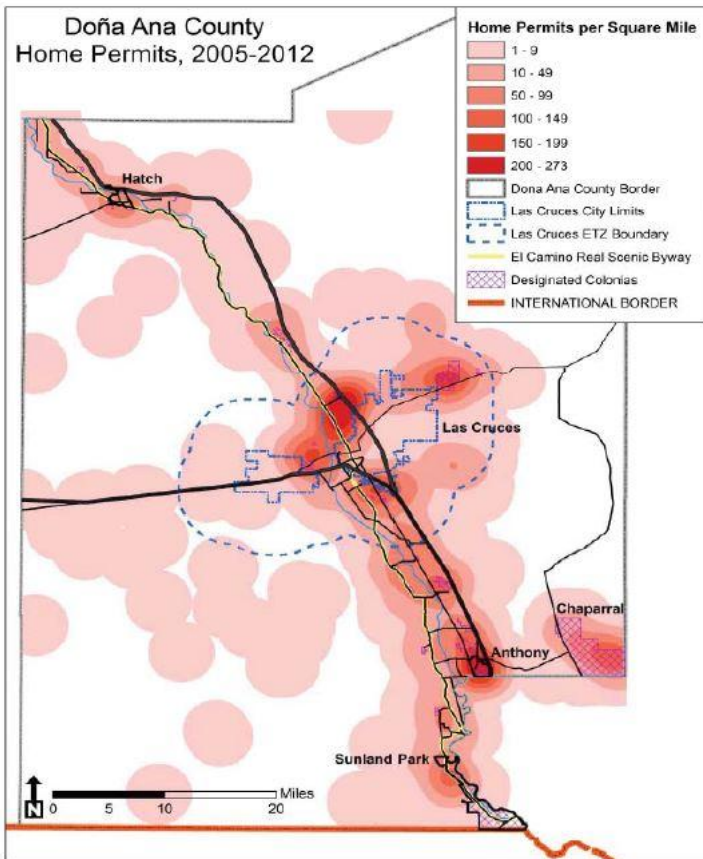 Doña Ana County
Home Permits, 2005-2012
Home Permits per Square Mile
1 - 9
10 - 49
50 - 99
100 - 149
150 - 199
200 - 273
Dona Ana County Border
Las Cruces City Limits
Las Cruces ETZ Boundary
El Camino Real Scenic Byway
Desiginated Colonias
INTERNATIONAL BORDER
Hatch
Las Cruces
Chaparral
Anthony
Sunland Park
N
Miles
0 5 10 20